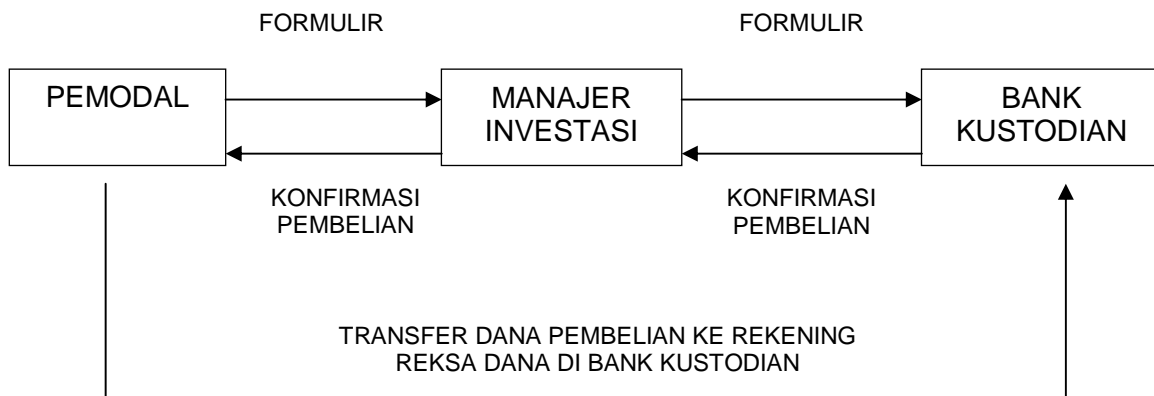 FORMULIR
FORMULIR
PEMODAL
MANAJER
INVESTASI
BANK
KUSTODIAN
KONFIRMASI
PEMBELIAN
KONFIRMASI
PEMBELIAN
TRANSFER DANA PEMBELIAN KE REKENING
REKSA DANA DI BANK KUSTODIAN